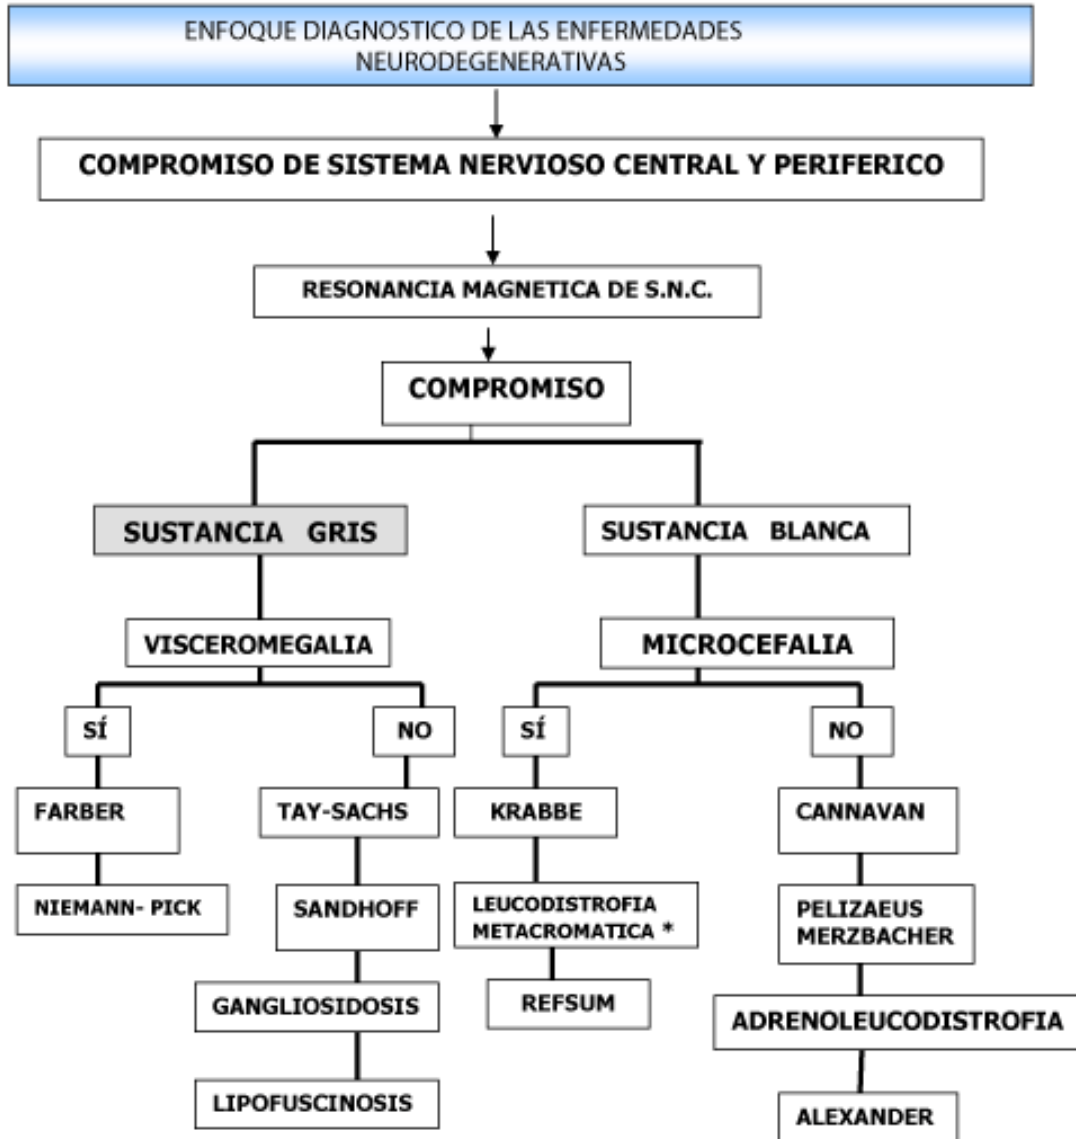 ENFOQUE DIAGNOSTICO DE LAS ENFERMEDADES
NEURODEGENERATIVAS
COMPROMISO DE SISTEMA NERVIOSO CENTRAL Y PERIFERICO
RESONANCIA MAGNETICA DE S.N.C.
COMPROMISO
SUSTANCIA GRIS
SUSTANCIA BLANCA
VISCEROMEGALIA
MICROCEFALIA
SÍ
NO
SÍ
NO
FARBER
TAY-SACHS
KRABBE
CANNAVAN
NIEMANN- PICK
SANDHOFF
LEUCODISTROFIA
METACROMATICA *
PELIZAEUS
MERZBACHER
GANGLIOSIDOSIS
REFSUM
ADRENOLEUCODISTROFIA
LIPOFUSCINOSIS
ALEXANDER